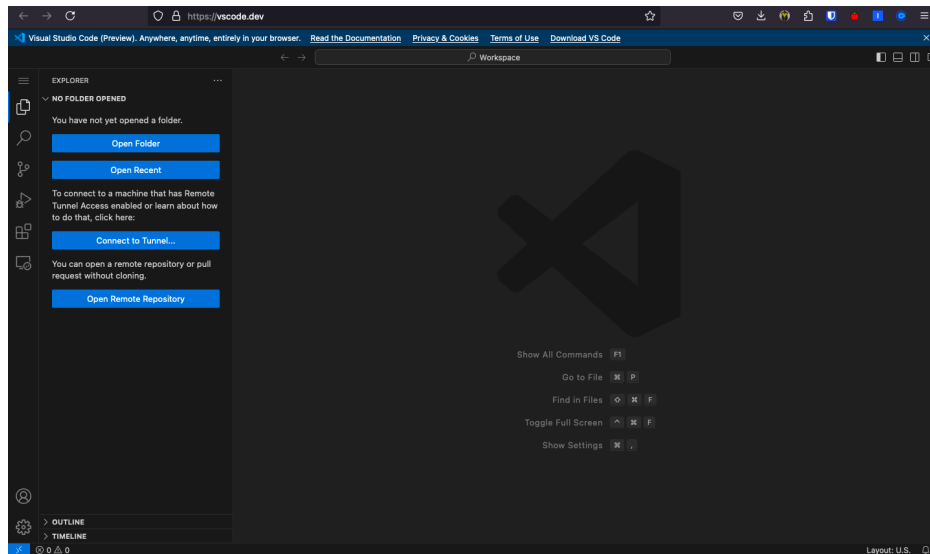 https://vscode.dev
Visual Studio Code (Preview). Anywhere, anytime, entirely in your browser. Read the Documentation Privacy & Cookies Terms of Use Download VS Code
Workspace
EXPLORER
NO FOLDER OPENED
You have not yet opened a folder.
Open Folder
Open Recent
To connect to a machine that has Remote
Tunnel Access enabled or learn about how
to do that, click here:
Connect to Tunnel...
You can open a remote repository or pull
request without cloning.
Open Remote Repository
Show All Commands F1
Go to File ⌘ P
Find in Files ⇧ ⌘ F
Toggle Full Screen ^ ⌘ F
Show Settings ⌘ ,
OUTLINE
TIMELINE
0 0 Layout: U.S.